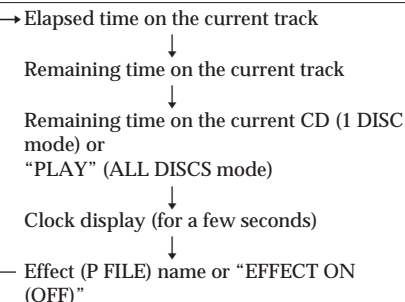 Elapsed time on the current track
Remaining time on the current track
Remaining time on the current CD (1 DISC
mode) or
“PLAY” (ALL DISCS mode)
Clock display (for a few seconds)
Effect (P FILE) name or “EFFECT ON
(OFF)”